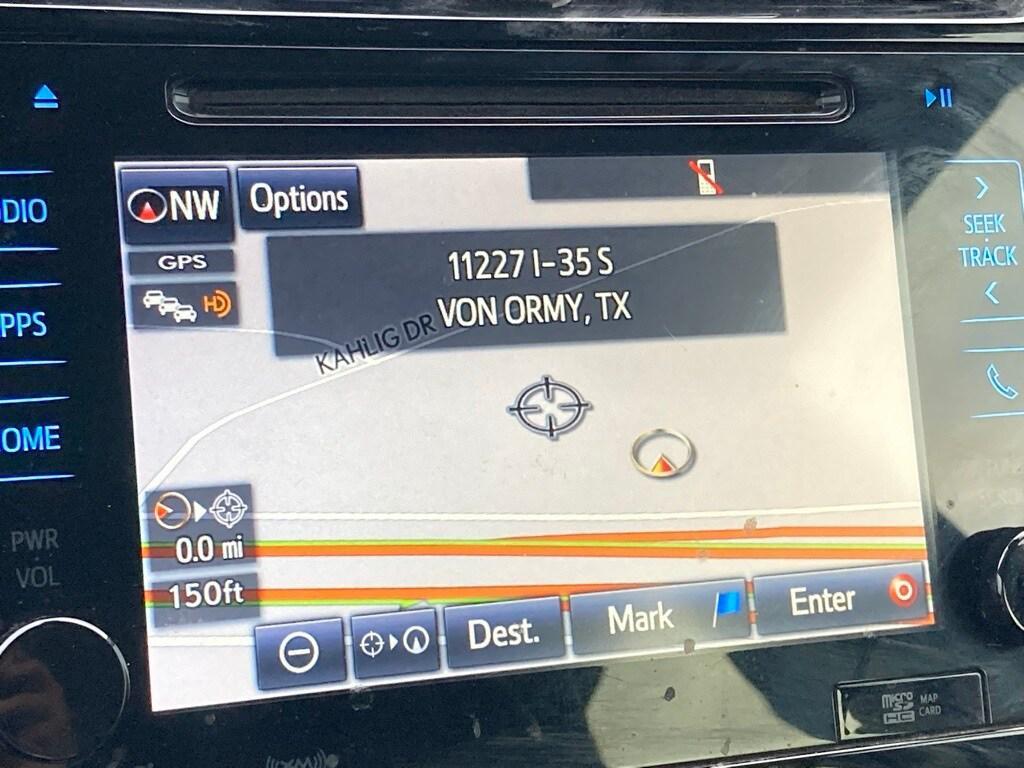 NW
Options
GPS
HD
11227 I-35 S
VON ORMY, TX
KAHLIG DR
0.0 mi
150ft
Dest.
Mark
Enter
DIO
PPS
OME
PWR
VOL
SEEK
TRACK
micro
SD
HC
MAP
CARD